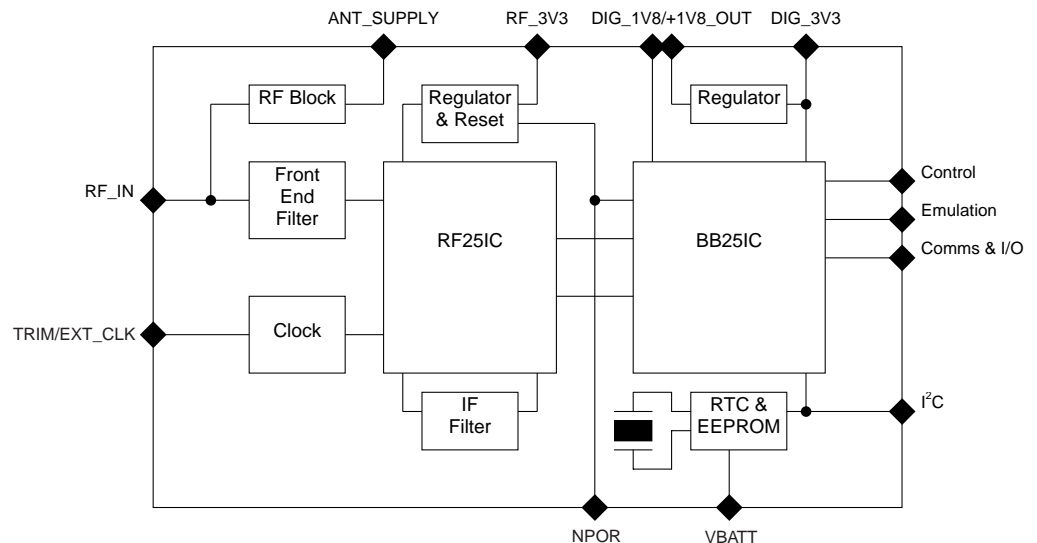 ANT_SUPPLY
RF_3V3
DIG_1V8/+1V8_OUT
DIG_3V3
RF Block
Regulator
& Reset
Regulator
RF_IN
Front
End
Filter
RF25IC
BB25IC
Control
Emulation
Comms & I/O
TRIM/EXT_CLK
Clock
IF
Filter
RTC &
EEPROM
I²C
NPOR
VBATT